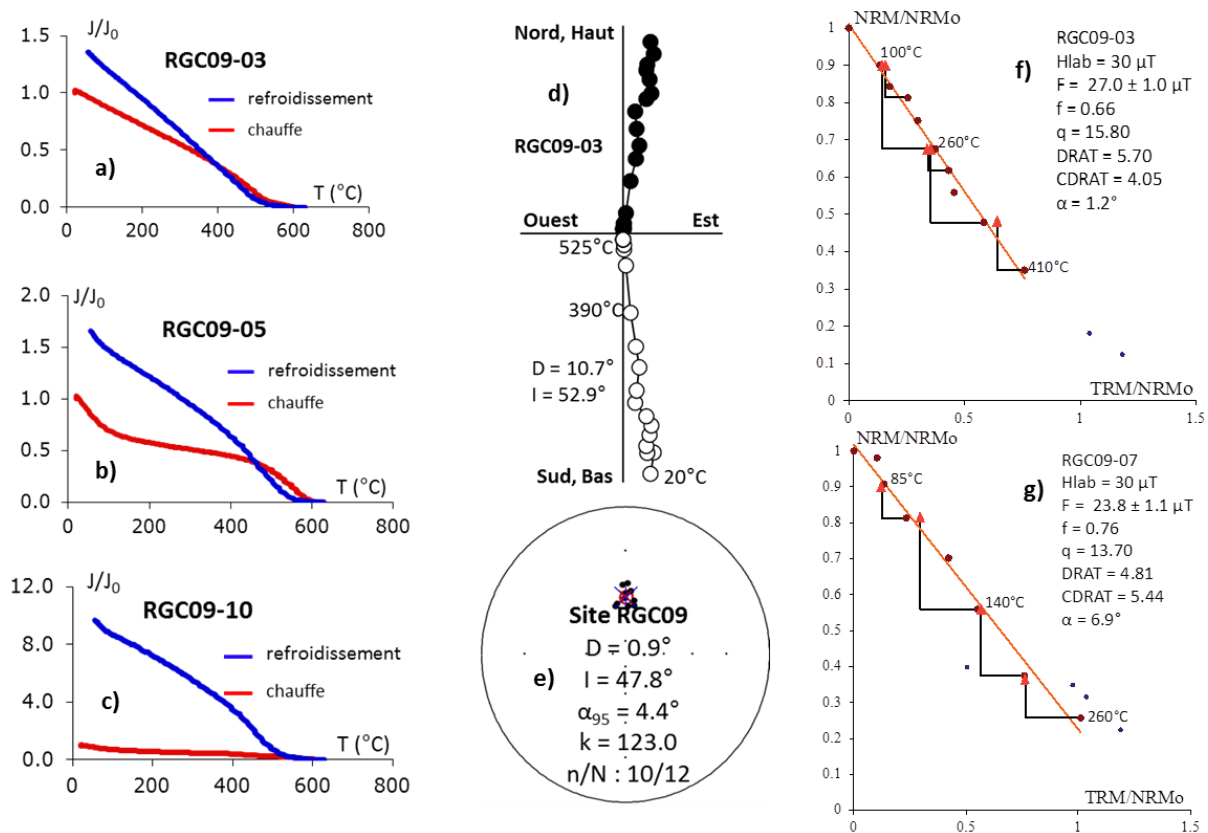 J/J₀
1.5
1.0
0.5
0.0
RGC09-03
refroidissement
chauffe
a)
T (°C)
0
200
400
600
800
J/J₀
2.0
1.5
1.0
0.5
0.0
RGC09-05
refroidissement
chauffe
b)
T (°C)
0
200
400
600
800
J/J₀
12.0
8.0
4.0
0.0
RGC09-10
refroidissement
chauffe
c)
T (°C)
0
200
400
600
800
Nord, Haut
d)
RGC09-03
Ouest
Est
525°C
390°C
D = 10.7°
I = 52.9°
Sud, Bas
20°C
Site RGC09
D = 0.9°
e)
I = 47.8°
α₉₅ = 4.4°
k = 123.0
n/N : 10/12
NRM/NRMo
1
0.9
0.8
0.7
0.6
0.5
0.4
0.3
0.2
0.1
0
100°C
260°C
410°C
f)
RGC09-03
Hlab = 30 µT
F = 27.0 ± 1.0 µT
f = 0.66
q = 15.80
DRAT = 5.70
CDRAT = 4.05
α = 1.2°
TRM/NRMo
0
0.5
1
1.5
NRM/NRMo
1
0.9
0.8
0.7
0.6
0.5
0.4
0.3
0.2
0.1
0
85°C
140°C
260°C
g)
RGC09-07
Hlab = 30 µT
F = 23.8 ± 1.1 µT
f = 0.76
q = 13.70
DRAT = 4.81
CDRAT = 5.44
α = 6.9°
TRM/NRMo
0
0.5
1
1.5